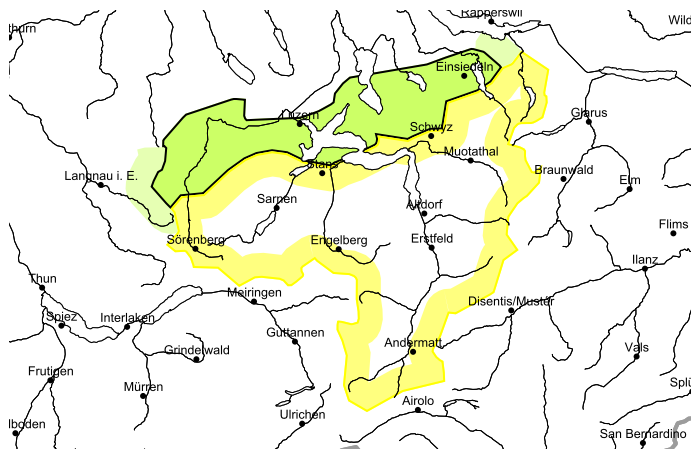 Rapperswil
Wild
thurn
Einsiedeln
Luzern
Glarus
Schwyz
Muotathal
Stans
Langnau i. E.
Braunwald
Elm
Sarnen
Altdorf
Flims
Sörenberg
Engelberg
Erstfeld
Ilanz
Thun
Meiringen
Disentis/Muster
Spiez
Interlaken
Guttannen
Andermatt
Vals
Grindelwald
Frutigen
Mürren
Splü
Airolo
Ulrichen
lboden
San Bernardino